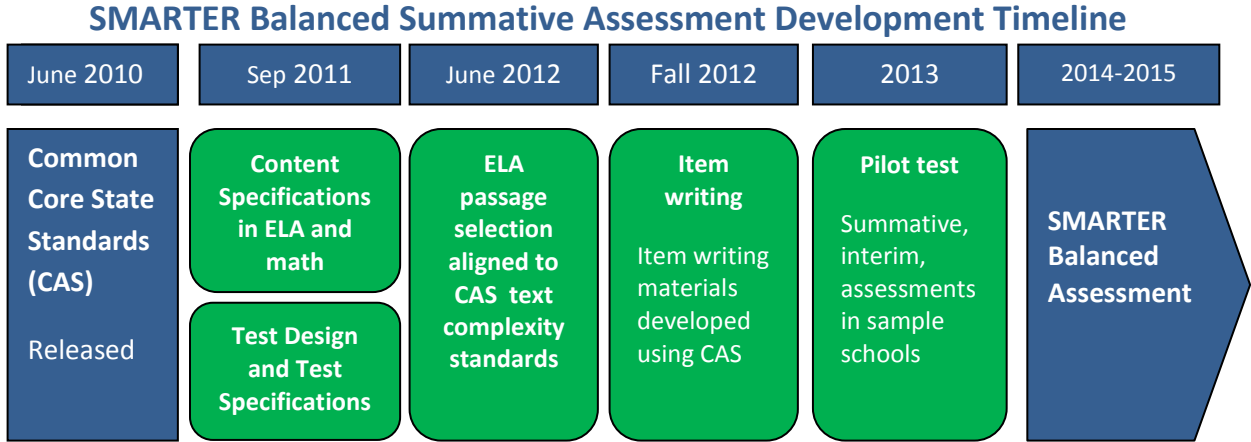 SMARTER Balanced Summative Assessment Development Timeline
June 2010
Sep 2011
June 2012
Fall 2012
2013
2014-2015
Common
Core State
Standards
(CAS)
Released
Content
Specifications
in ELA and
math
Test Design
and Test
Specifications
ELA
passage
selection
aligned to
CAS text
complexity
standards
Item
writing
Item writing
materials
developed
using CAS
Pilot test
Summative,
interim,
assessments
in sample
schools
SMARTER
Balanced
Assessment